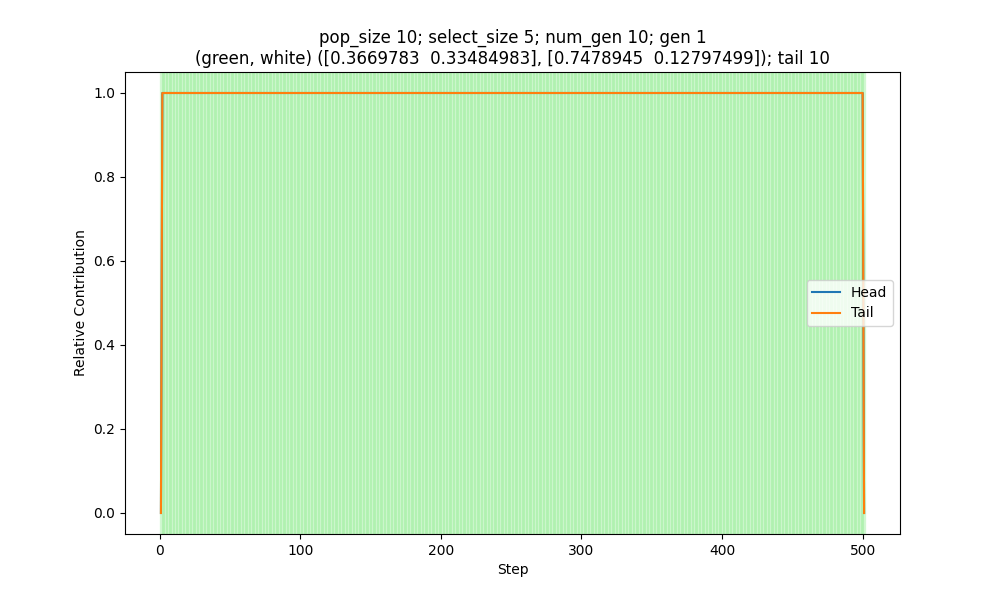 pop_size 10; select_size 5; num_gen 10; gen 1
(green, white) ([0.3669783  0.33484983], [0.7478945  0.12797499]); tail 10
1.0
0.8
0.6
0.4
0.2
0.0
Relative Contribution
Head
Tail
0 100 200 300 400 500
Step